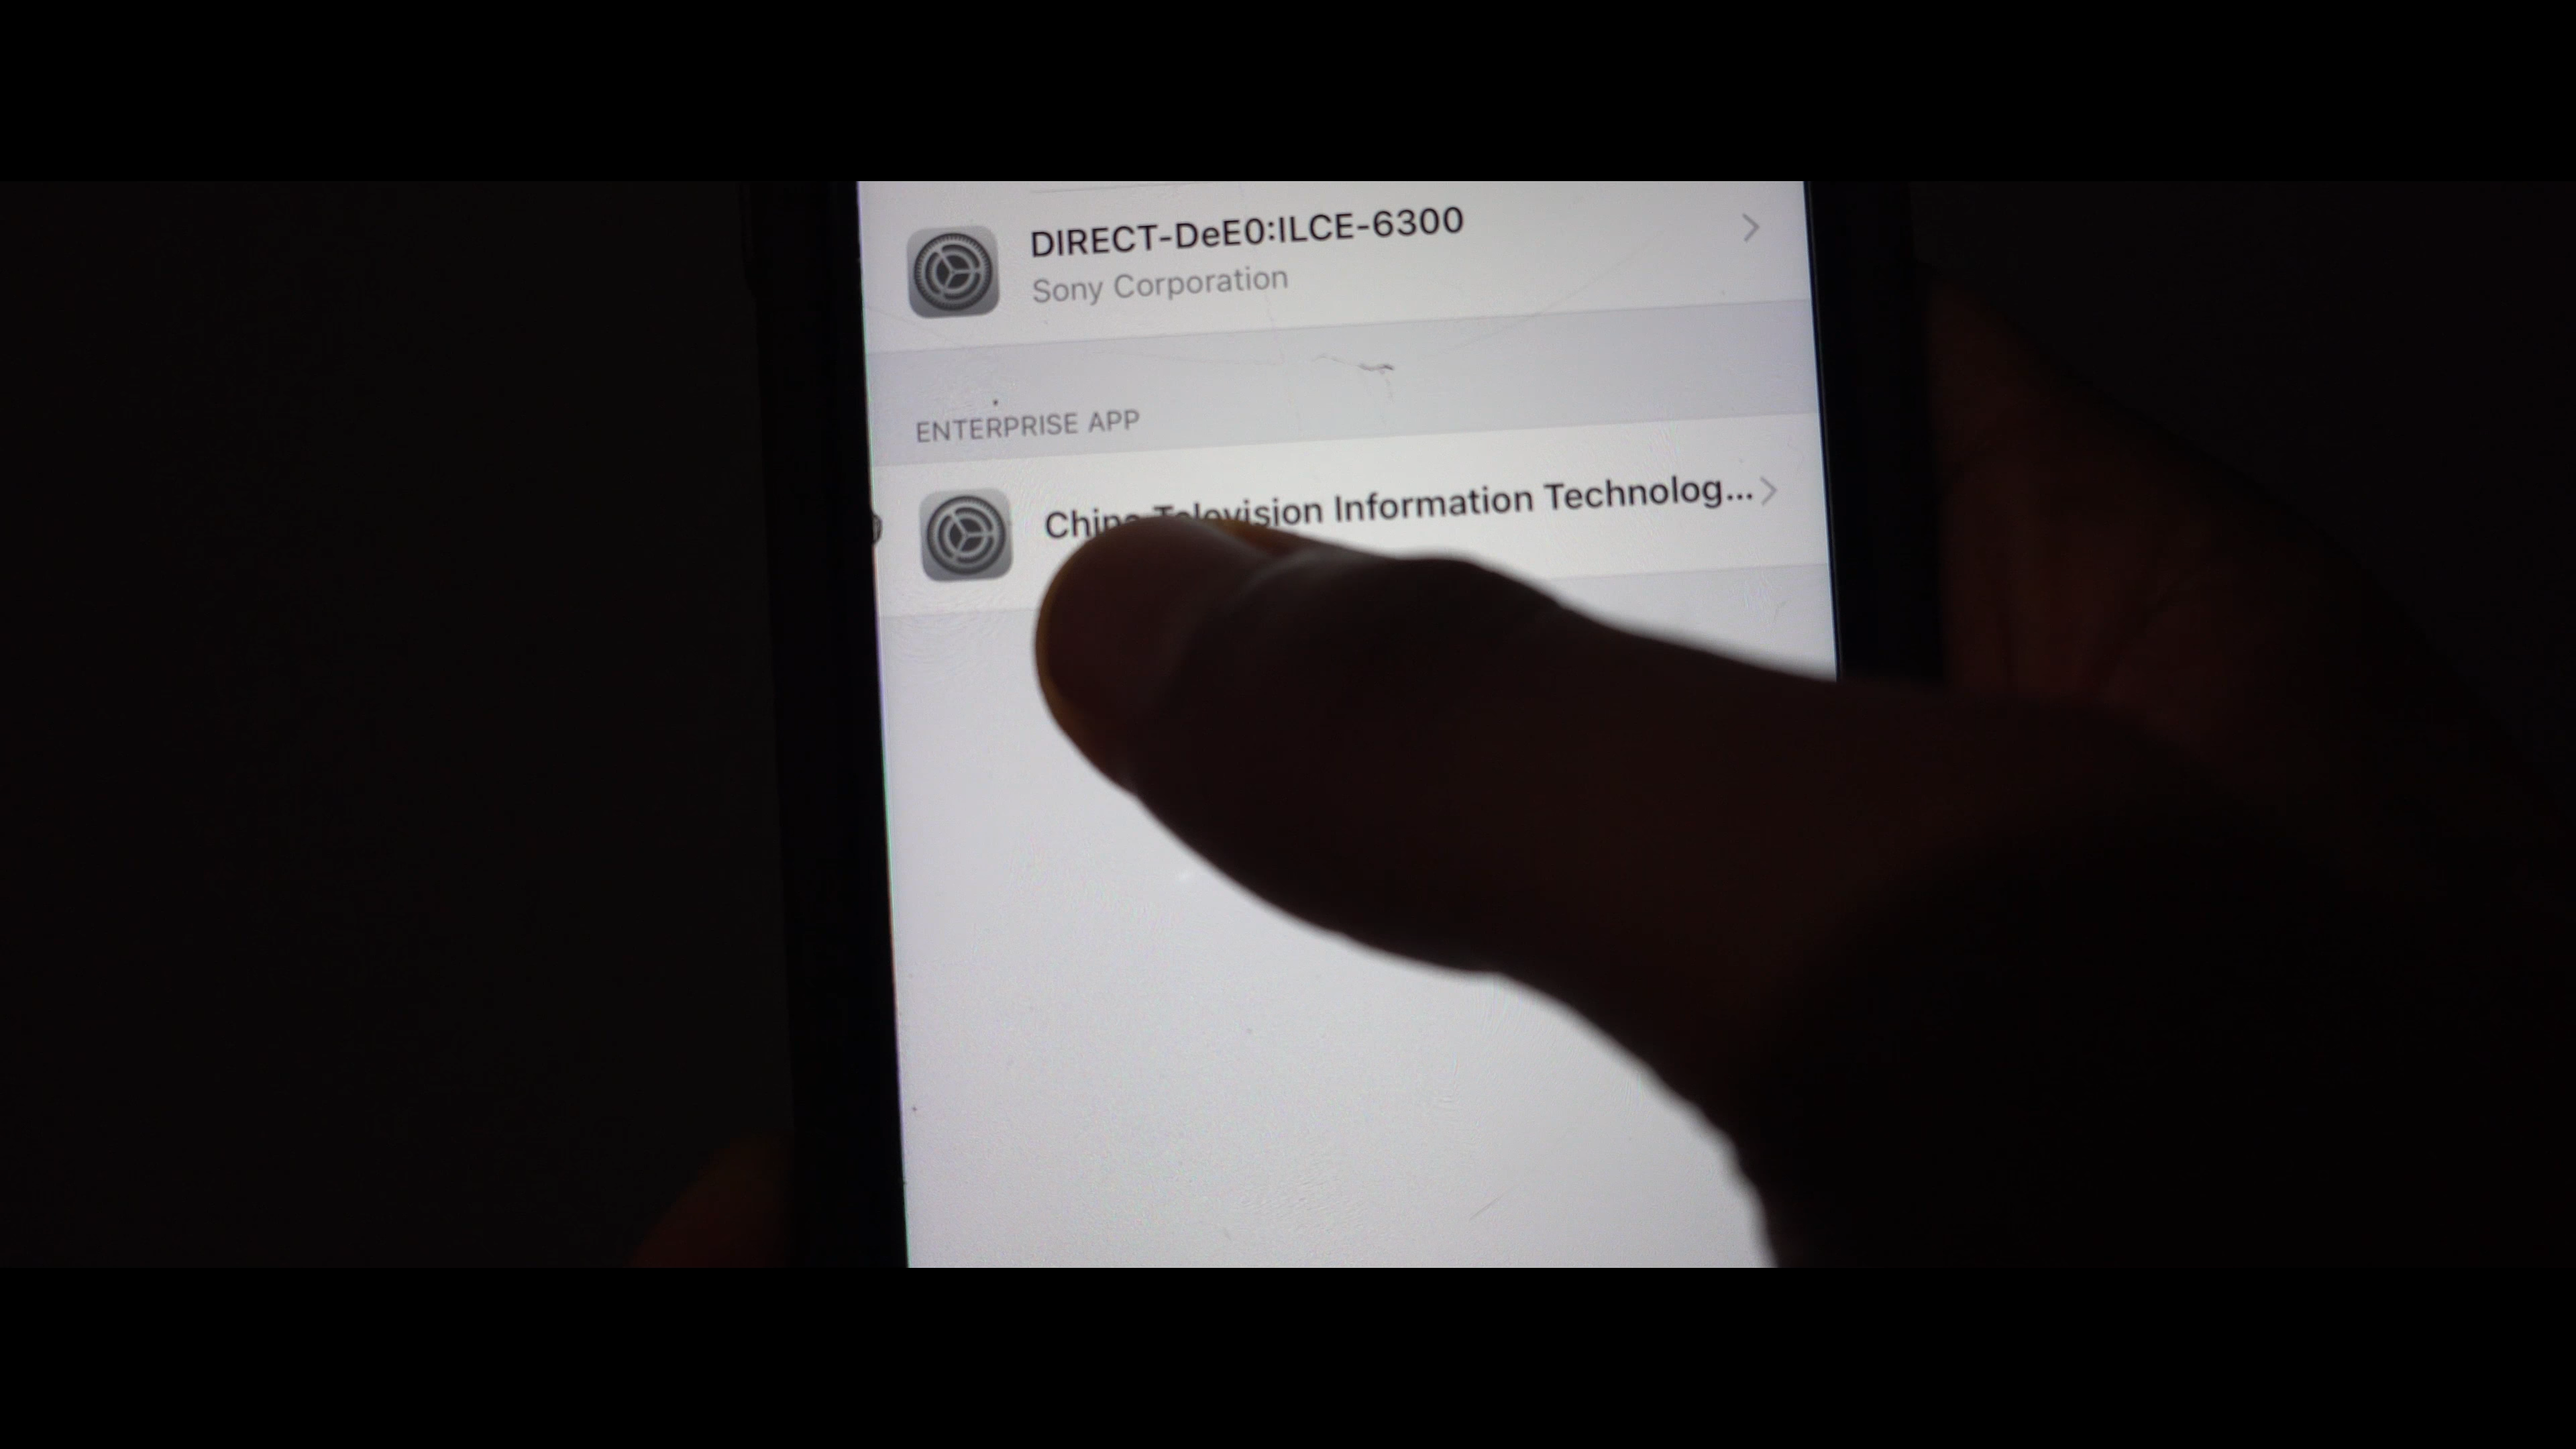 DIRECT-DeE0:ILCE-6300
Sony Corporation
ENTERPRISE APP
China Television Information Technolog...